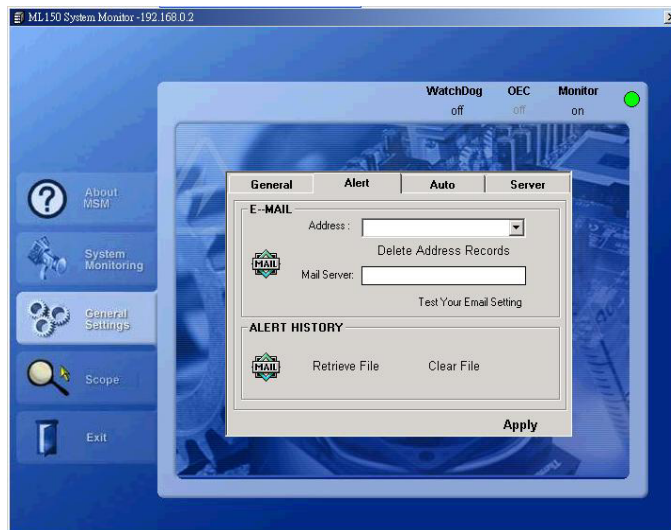 ML150 System Monitor -192.168.0.2
WatchDog OEC Monitor
off off on
About
MSM
System
Monitoring
General
Settings
Scope
Exit
General Alert Auto Server
E--MAIL
Address :
Delete Address Records
MAIL
Mail Server:
Test Your Email Setting
ALERT HISTORY
MAIL
Retrieve File Clear File
Apply